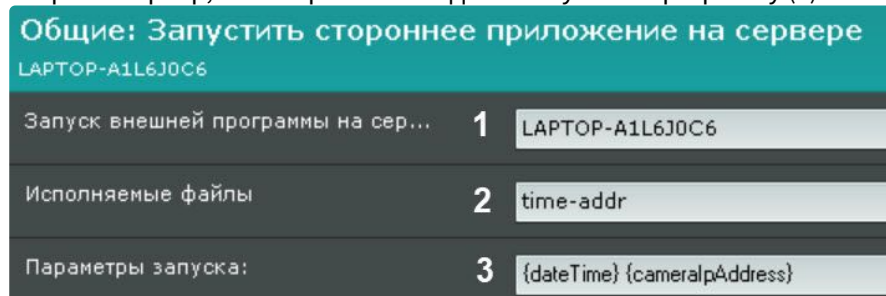 Общие: Запустить стороннее приложение на сервере
LAPTOP-A1L6J0C6
Запуск внешней программы на сер... 1 LAPTOP-A1L6J0C6
Исполняемые файлы 2 time-addr
Параметры запуска: 3 {dateTime} {cameraIpAddress}